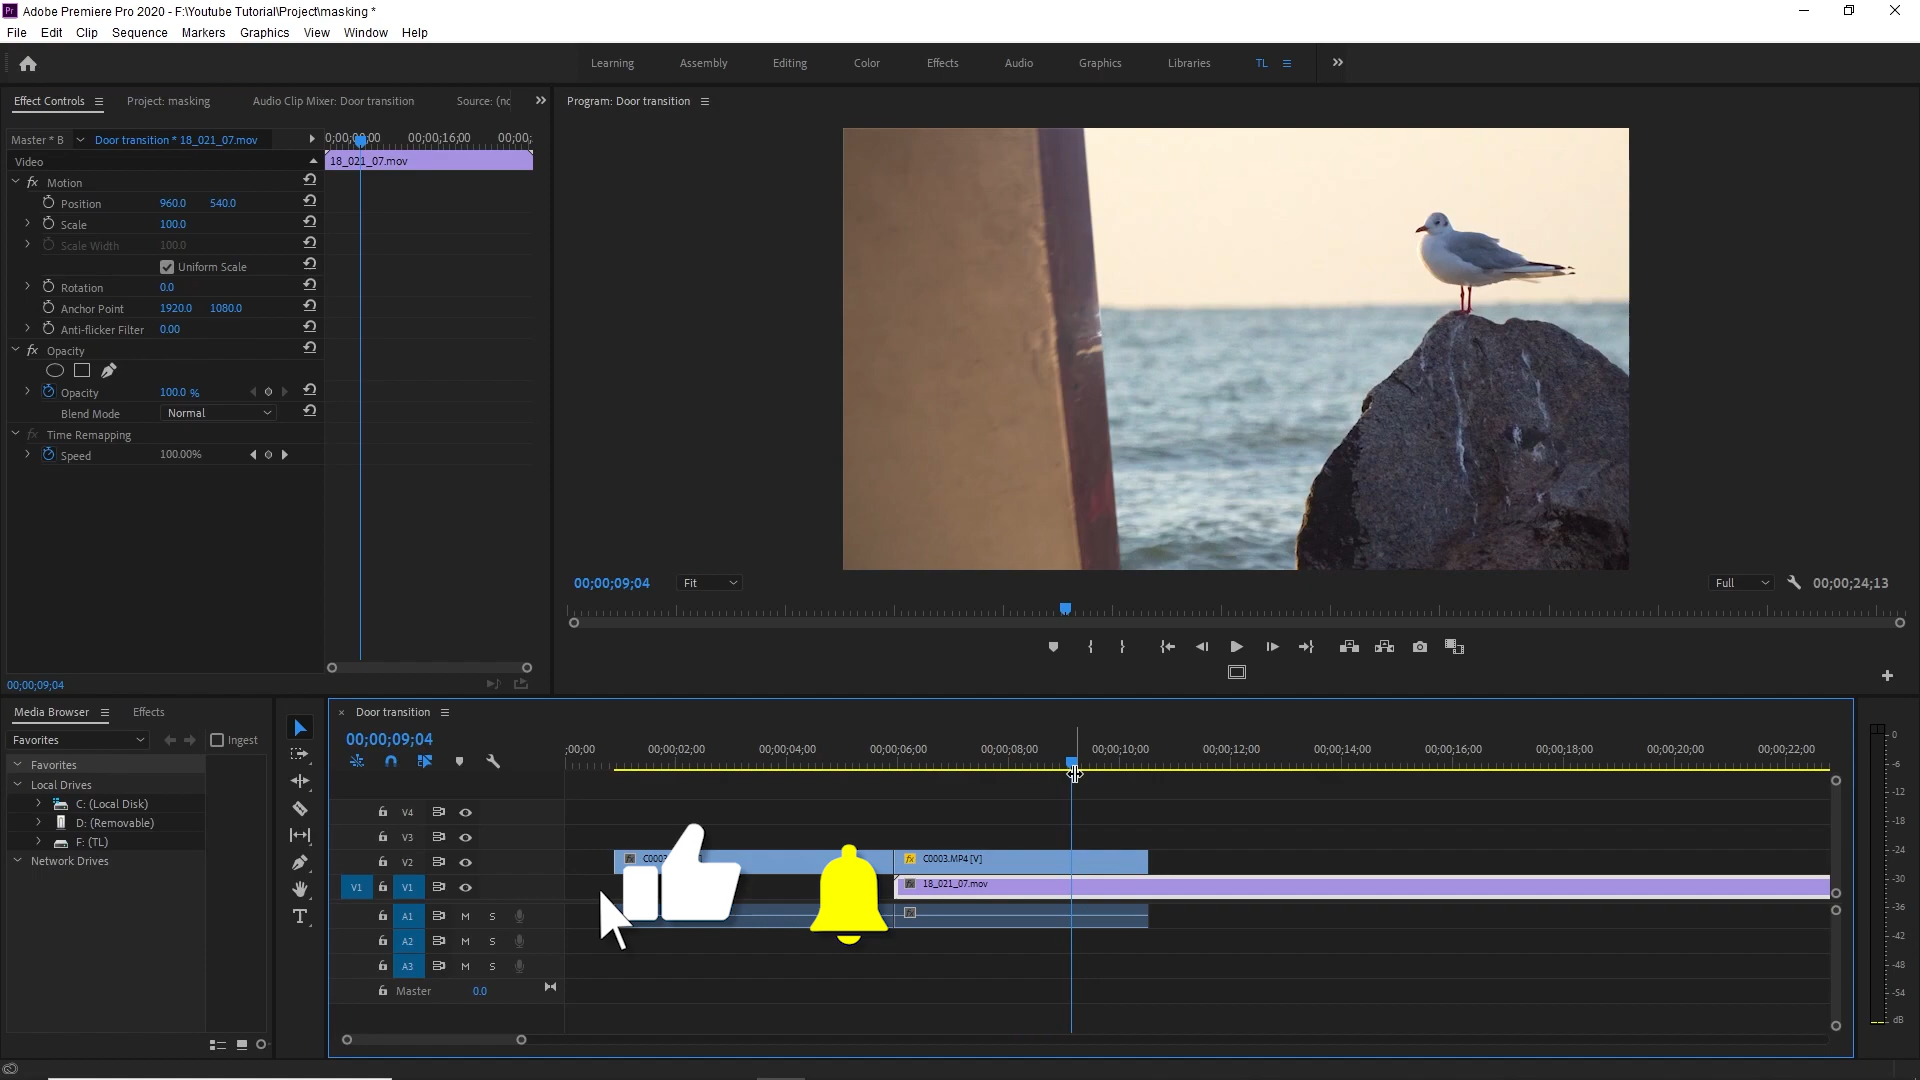 Pr Adobe Premiere Pro 2020 - F:\Youtube Tutorial\Project\masking *
File Edit Clip Sequence Markers Graphics View Window Help
Learning Assembly Editing Color Effects Audio Graphics Libraries TL
Effect Controls Project: masking Audio Clip Mixer: Door transition Source: (nc
Program: Door transition
Master * B Door transition * 18_021_07.mov
00;00;16;00 00;00;
Video
18_021_07.mov
fx Motion
Position 960.0 540.0
Scale 100.0
Scale Width 100.0
Uniform Scale
Rotation 0.0
Anchor Point 1920.0 1080.0
Anti-flicker Filter 0.00
fx Opacity
Opacity 100.0 %
Blend Mode Normal
fx Time Remapping
Speed 100.00%
00;00;09;04 Fit Full 00;00;24;13
00;00;09;04
Media Browser Effects
Favorites Ingest
Favorites
Local Drives
C: (Local Disk)
D: (Removable)
F: (TL)
Network Drives
Door transition
00;00;09;04
;00;00 00;00;02;00 00;00;04;00 00;00;06;00 00;00;08;00 00;00;10;00 00;00;12;00 00;00;14;00 00;00;16;00 00;00;18;00 00;00;20;00 00;00;22;00
V4
V3
V2 fx C0003.MP4 [V]
V1 V1 fx 18_021_07.mov
A1 M S fx
A2 M S
A3 M S
Master 0.0
0
-6
-12
-18
-24
-30
-36
-42
-48
-54
dB